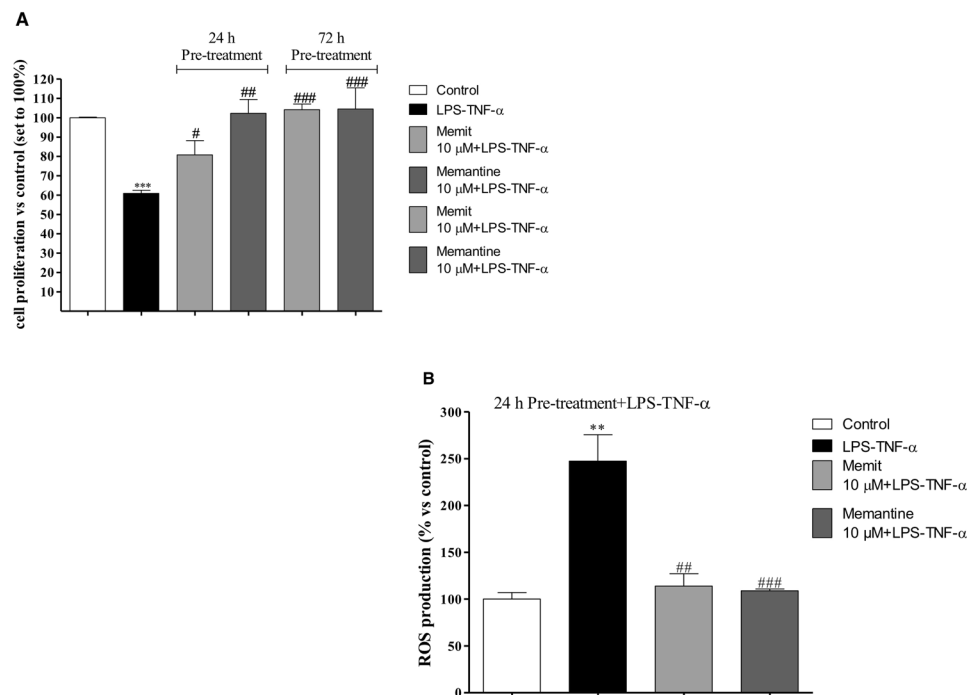 A
24 h
Pre-treatment
72 h
Pre-treatment
cell proliferation vs control (set to 100%)
120
110
100
90
80
70
60
50
40
30
20
10
***
#
##
###
###
Control
LPS-TNF-α
Memit
10 µM+LPS-TNF-α
Memantine
10 µM+LPS-TNF-α
Memit
10 µM+LPS-TNF-α
Memantine
10 µM+LPS-TNF-α
B
24 h Pre-treatment+LPS-TNF-α
ROS production (% vs control)
300
250
200
150
100
50
0
**
##
###
Control
LPS-TNF-α
Memit
10 µM+LPS-TNF-α
Memantine
10 µM+LPS-TNF-α